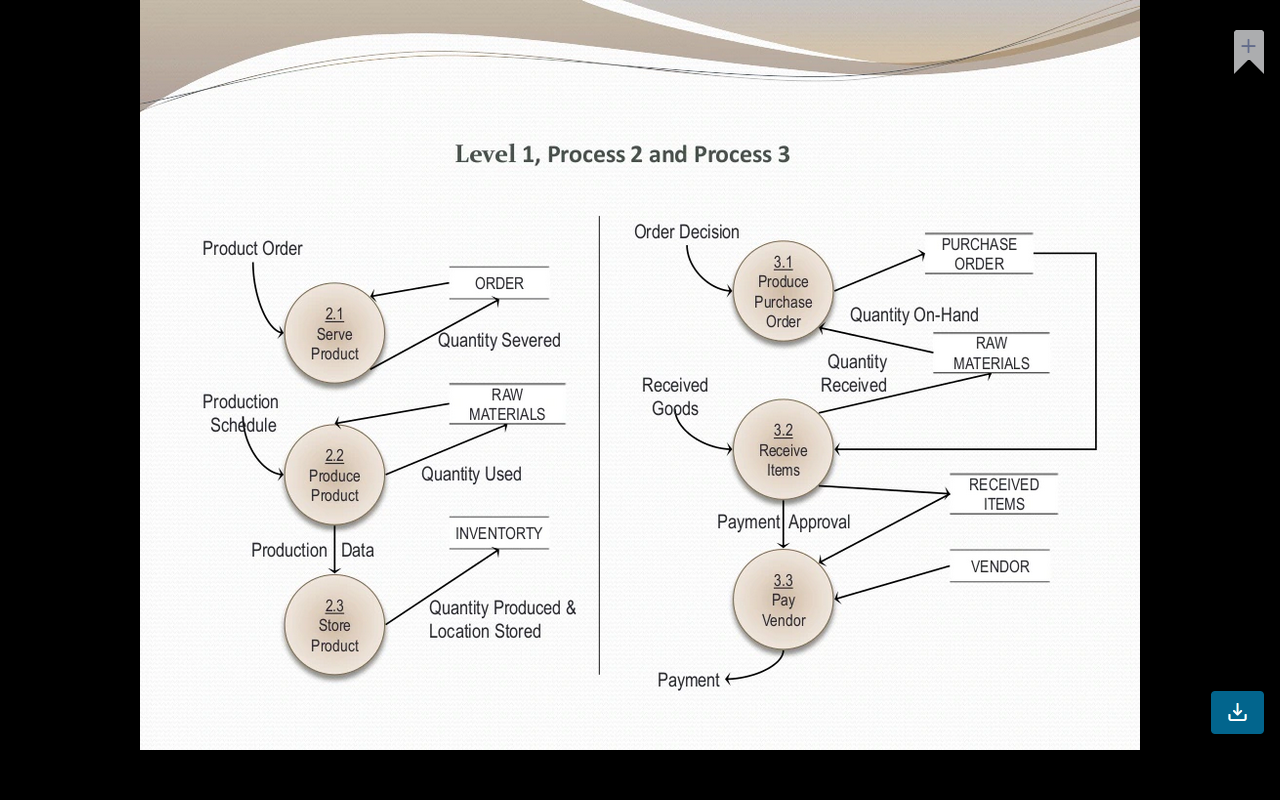 Level 1, Process 2 and Process 3
Product Order
ORDER
2.1
Serve
Product
Quantity Severed
Production
Schedule
RAW
MATERIALS
2.2
Produce
Product
Quantity Used
Production Data
INVENTORTY
2.3
Store
Product
Quantity Produced &
Location Stored
Order Decision
PURCHASE
ORDER
3.1
Produce
Purchase
Order
Quantity On-Hand
RAW
MATERIALS
Quantity
Received
Received
Goods
3.2
Receive
Items
RECEIVED
ITEMS
Payment Approval
VENDOR
3.3
Pay
Vendor
Payment